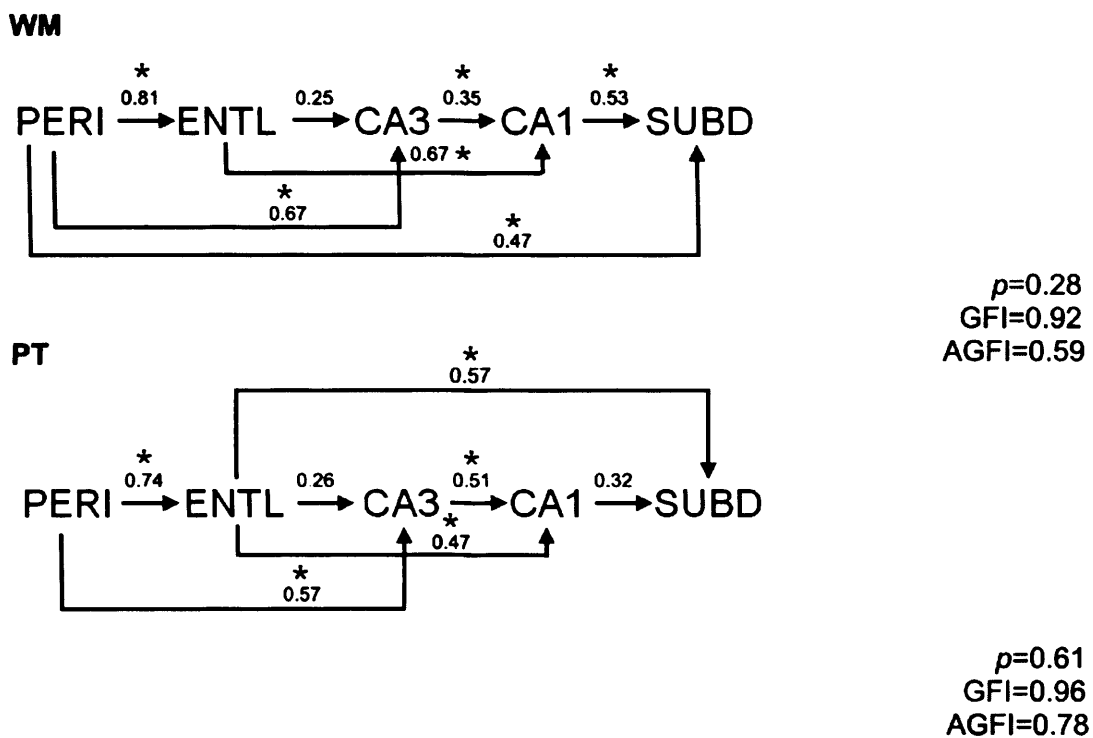 WM
* * *
0.81 0.25 0.35 0.53
PERI ENTL CA3 CA1 SUBD
0.67 *
*
0.67
*
0.47
p=0.28
GFI=0.92
AGFI=0.59
PT
*
0.57
* *
0.74 0.26 0.51 0.32
PERI ENTL CA3 CA1 SUBD
*
0.47
*
0.57
p=0.61
GFI=0.96
AGFI=0.78